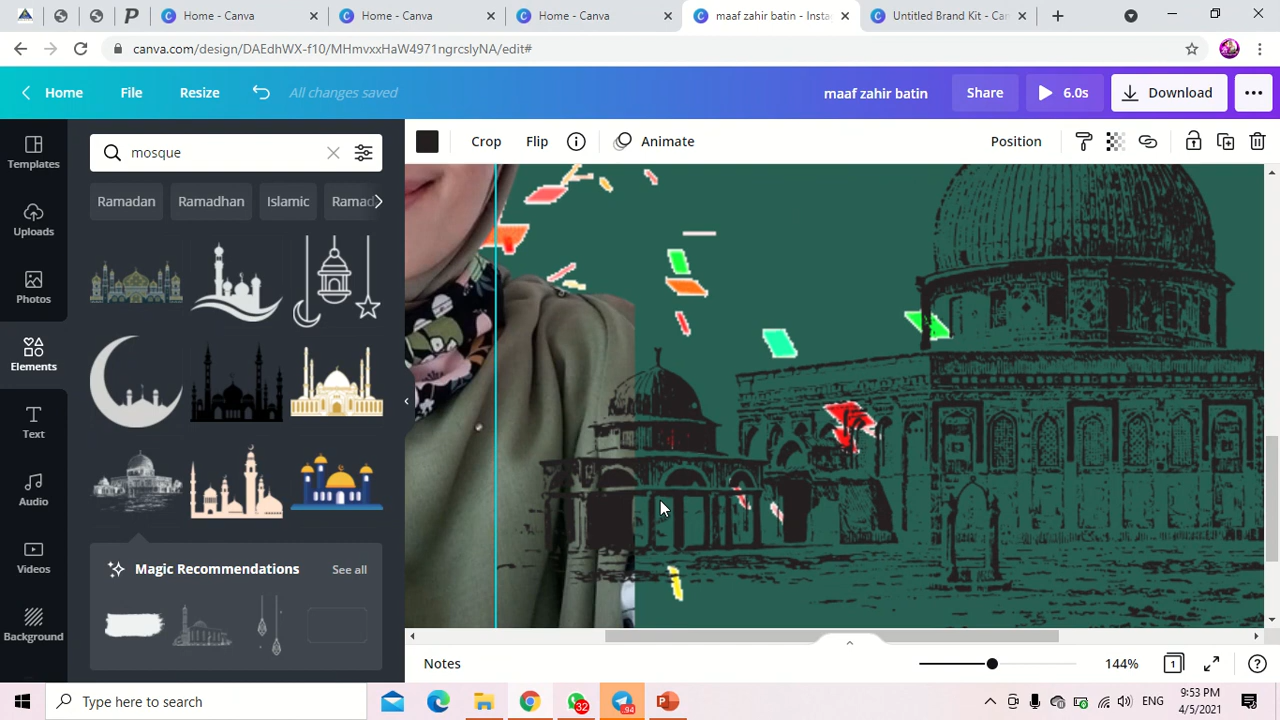 Home - Canva
Home - Canva
Home - Canva
maaf zahir batin - Insta
Untitled Brand Kit - Can
canva.com/design/DAEdhWX-f10/MHmvxxHaW4971ngrcslyNA/edit#
Home
File
Resize
All changes saved
maaf zahir batin
Share
6.0s
Download
Templates
mosque
Crop
Flip
Animate
Position
Ramadan
Ramadhan
Islamic
Ramad
Uploads
Photos
Elements
Text
Audio
Videos
Magic Recommendations
See all
Background
Notes
144%
1
Type here to search
32
94
ENG
9:53 PM
4/5/2021